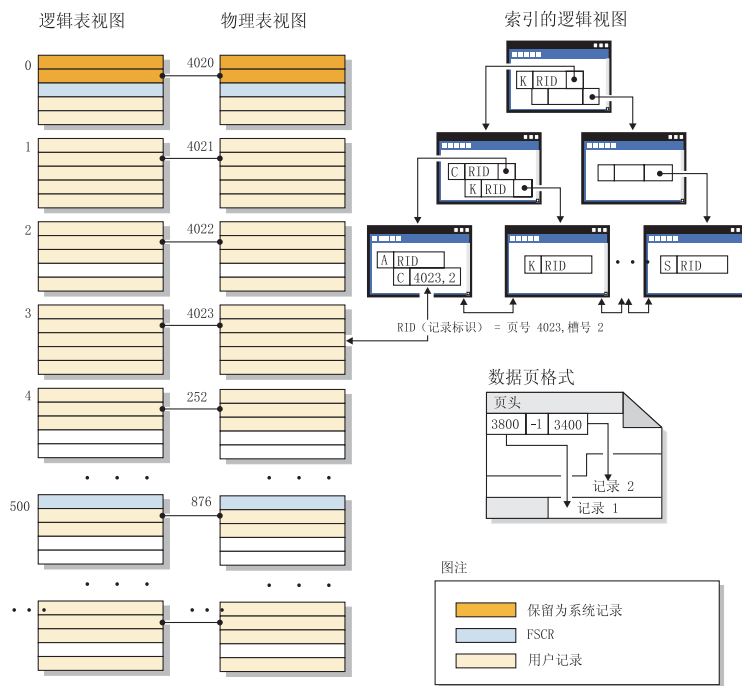 逻辑表视图
物理表视图
索引的逻辑视图
0
4020
1
4021
2
4022
3
4023
4
252
500
876
K RID
C RID
K RID
A RID
C 4023,2
K RID
S RID
RID（记录标识） = 页号 4023,槽号 2
数据页格式
页头
3800 -1 3400
记录 2
记录 1
图注
保留为系统记录
FSCR
用户记录